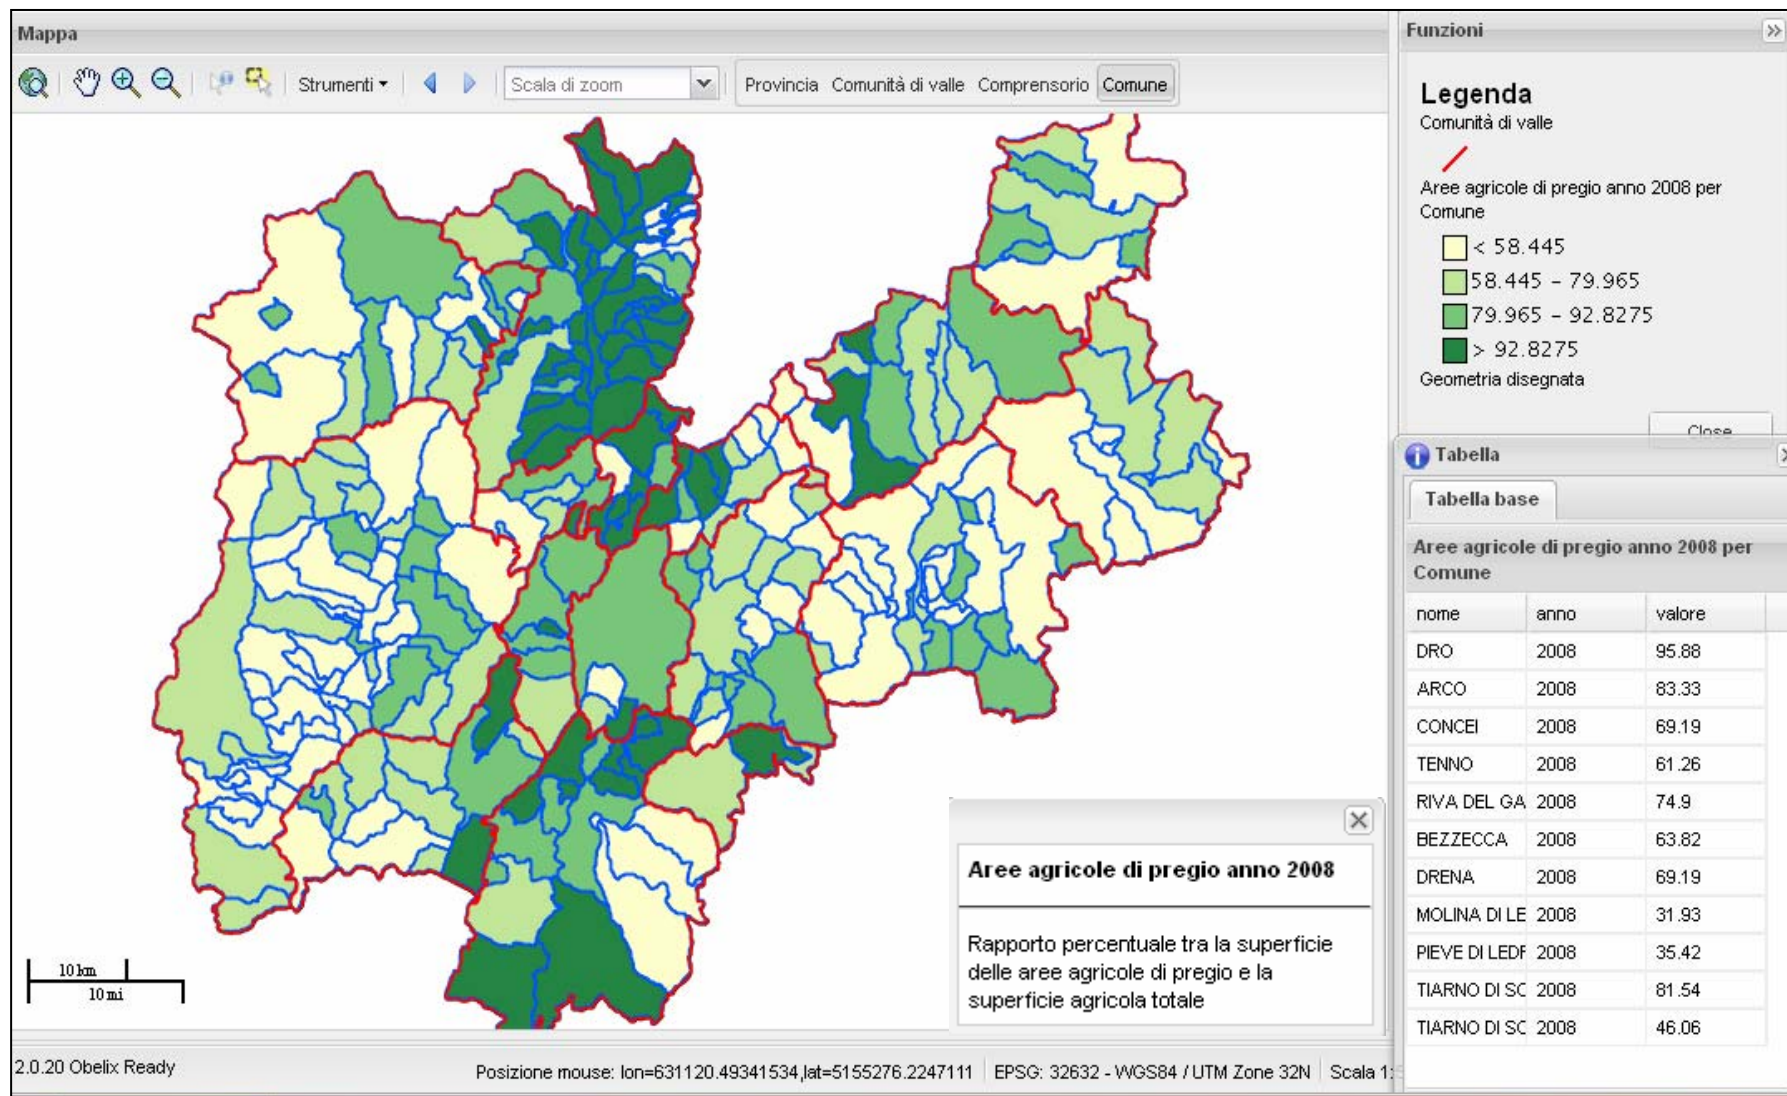 Mappa
Strumenti
Scala di zoom
Provincia Comunità di valle Comprensorio Comune
10 km
10 mi
Aree agricole di pregio anno 2008
Rapporto percentuale tra la superficie
delle aree agricole di pregio e la
superficie agricola totale
2.0.20 Obelix Ready
Posizione mouse: lon=631120.49341534,lat=5155276.2247111 EPSG: 32632 - WGS84 / UTM Zone 32N Scala 1:
Funzioni
Legenda
Comunità di valle
Aree agricole di pregio anno 2008 per
Comune
< 58.445
58.445 - 79.965
79.965 - 92.8275
> 92.8275
Geometria disegnata
Close
Tabella
Tabella base
Aree agricole di pregio anno 2008 per
Comune
nome anno valore
DRO 2008 95.88
ARCO 2008 83.33
CONCEI 2008 69.19
TENNO 2008 61.26
RIVA DEL GA 2008 74.9
BEZZECCA 2008 63.82
DRENA 2008 69.19
MOLINA DI LE 2008 31.93
PIEVE DI LEDR 2008 35.42
TIARNO DI SO 2008 81.54
TIARNO DI SO 2008 46.06